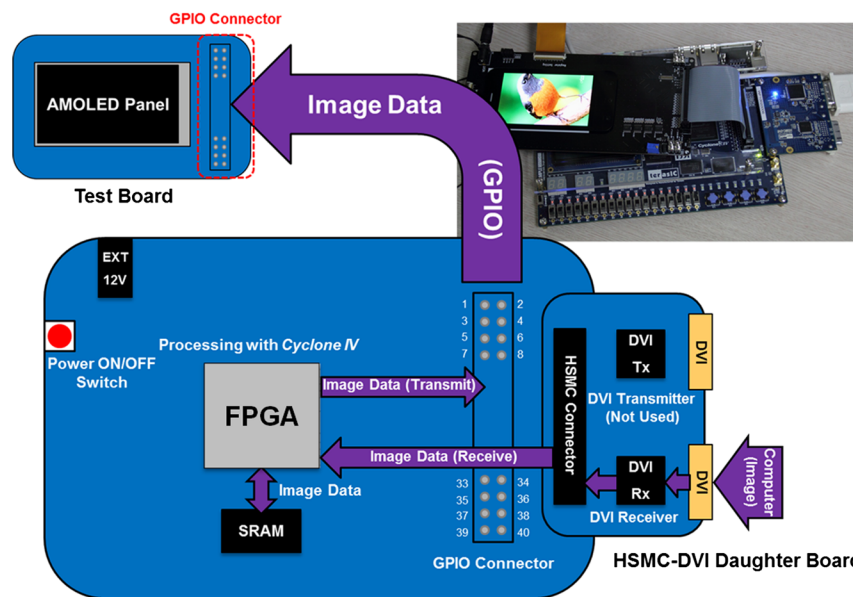 GPIO Connector
AMOLED Panel
Test Board
Image Data
(GPIO)
Cyclone IV
terasIC
EXT
12V
Power ON/OFF
Switch
Processing with Cyclone IV
FPGA
Image Data (Transmit)
Image Data (Receive)
Image Data
SRAM
1 2
3 4
5 6
7 8
33 34
35 36
37 38
39 40
GPIO Connector
HSMC Connector
DVI
Tx
DVI
DVI Transmitter
(Not Used)
DVI
Rx
DVI
DVI Receiver
Computer
(Image)
HSMC-DVI Daughter Board